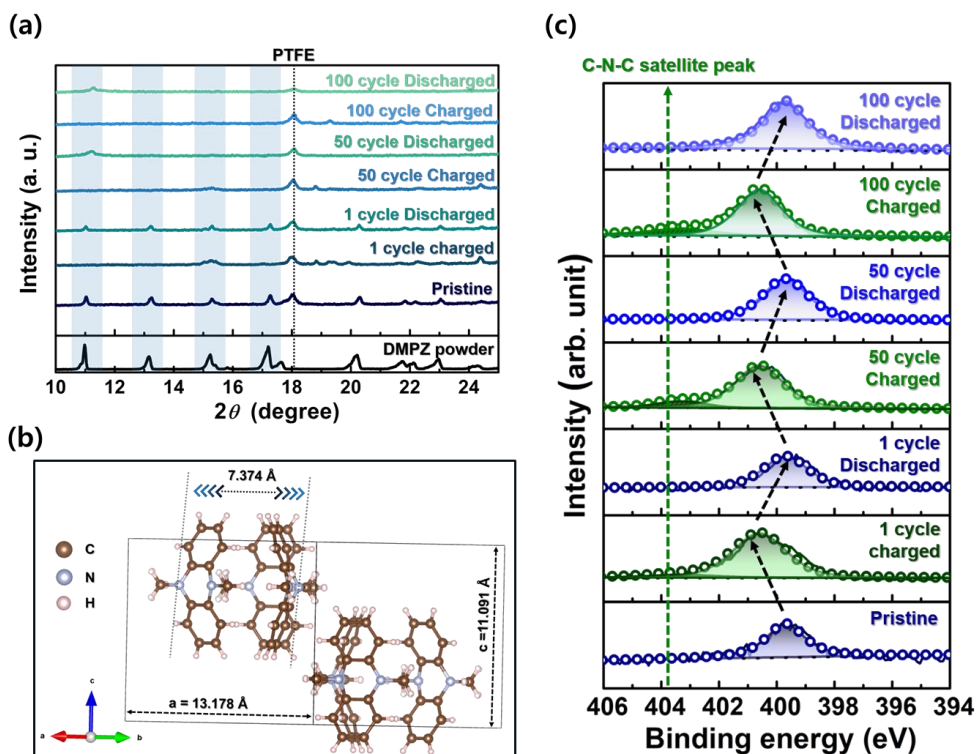 (a)
PTFE
100 cycle Discharged
100 cycle Charged
50 cycle Discharged
50 cycle Charged
1 cycle Discharged
1 cycle charged
Pristine
DMPZ powder
Intensity (a. u.)
10 12 14 16 18 20 22 24
2θ (degree)
(b)
7.374 Å
C
N
H
c =11.091 Å
a = 13.178 Å
c
a
b
(c)
C-N-C satellite peak
100 cycle
Discharged
100 cycle
Charged
50 cycle
Discharged
50 cycle
Charged
1 cycle
Discharged
1 cycle
charged
Pristine
Intensity (arb. unit)
406 404 402 400 398 396 394
Binding energy (eV)